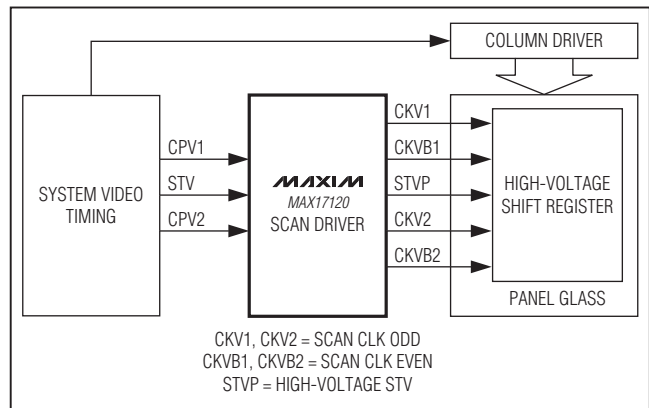 COLUMN DRIVER
SYSTEM VIDEO
TIMING
CPV1
STV
CPV2
MAXIM
MAX17120
SCAN DRIVER
CKV1
CKVB1
STVP
CKV2
CKVB2
HIGH-VOLTAGE
SHIFT REGISTER
PANEL GLASS
CKV1, CKV2 = SCAN CLK ODD
CKVB1, CKVB2 = SCAN CLK EVEN
STVP = HIGH-VOLTAGE STV